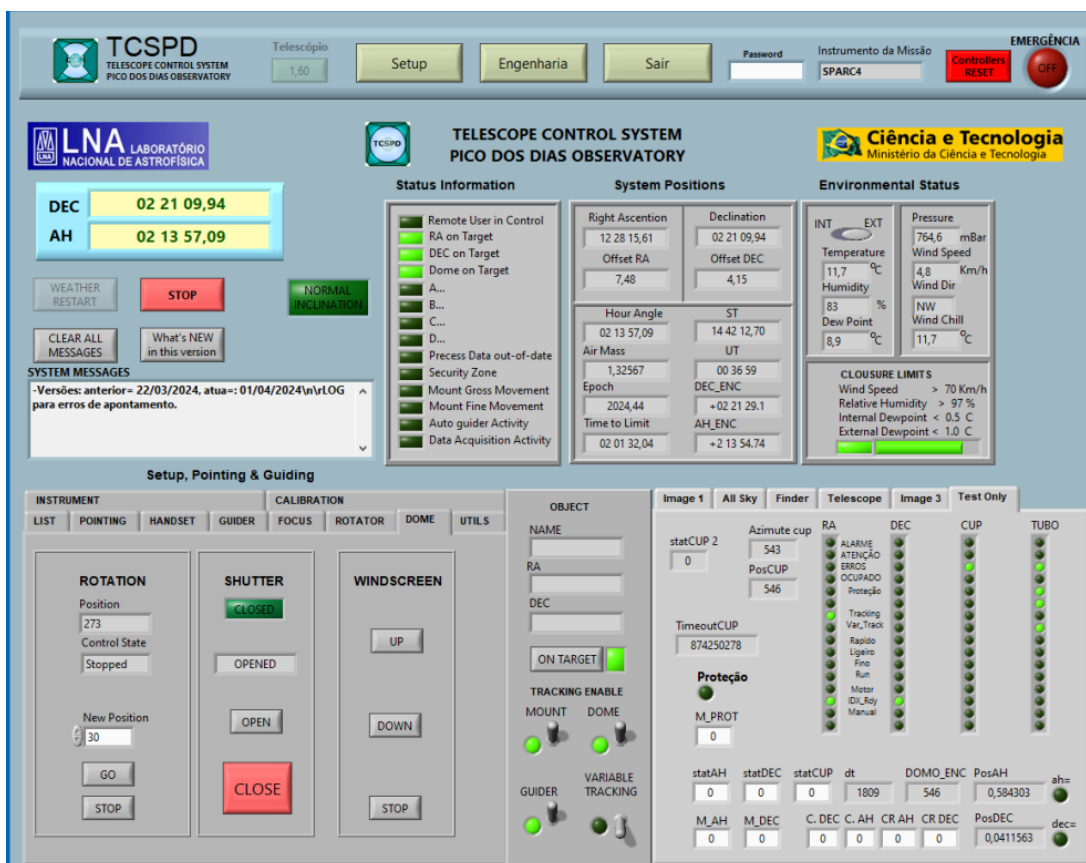 TCSPD
TELESCOPE CONTROL SYSTEM
PICO DOS DIAS OBSERVATORY
Telescópio
1,60
Setup
Engenharia
Sair
Password
Instrumento da Missão
SPARC4
Controllers
RESET
EMERGÊNCIA
OFF
LNA LABORATÓRIO
NACIONAL DE ASTROFÍSICA
LNA
TCSPD
TELESCOPE CONTROL SYSTEM
PICO DOS DIAS OBSERVATORY
Ciência e Tecnologia
Ministério da Ciência e Tecnologia
DEC 02 21 09,94
AH 02 13 57,09
WEATHER
RESTART
STOP
NORMAL
INCLINATION
CLEAR ALL
MESSAGES
What's NEW
in this version
SYSTEM MESSAGES
-Versões: anterior= 22/03/2024, atua=: 01/04/2024\n\rLOG
para erros de apontamento.
Status Information
Remote User in Control
RA on Target
DEC on Target
Dome on Target
A...
B...
C...
D...
Precess Data out-of-date
Security Zone
Mount Gross Movement
Mount Fine Movement
Auto guider Activity
Data Acquisition Activity
System Positions
Right Ascention Declination
12 28 15,61 02 21 09,94
Offset RA Offset DEC
7,48 4,15
Hour Angle ST
02 13 57,09 14 42 12,70
Air Mass UT
1,32567 00 36 59
Epoch DEC_ENC
2024,44 +02 21 29.1
Time to Limit AH_ENC
02 01 32,04 +2 13 54.74
Environmental Status
INT EXT
Temperature
11,7 ºC
Humidity
83 %
Dew Point
8,9 ºC
Pressure
764,6 mBar
Wind Speed
4,8 Km/h
Wind Dir
NW
Wind Chill
11,7 ºC
CLOUSURE LIMITS
Wind Speed > 70 Km/h
Relative Humidity > 97 %
Internal Dewpoint < 0.5 C
External Dewpoint < 1.0 C
Setup, Pointing & Guiding
INSTRUMENT CALIBRATION
LIST POINTING HANDSET GUIDER FOCUS ROTATOR DOME UTILS
ROTATION
Position
273
Control State
Stopped
New Position
30
GO
STOP
SHUTTER
CLOSED
OPENED
OPEN
CLOSE
WINDSCREEN
UP
DOWN
STOP
OBJECT
NAME
RA
DEC
ON TARGET
TRACKING ENABLE
MOUNT DOME
GUIDER
VARIABLE
TRACKING
Image 1 All Sky Finder Telescope Image 3 Test Only
statCUP 2
0
Azimute cup
543
PosCUP
546
TimeoutCUP
874250278
Proteção
M_PROT
0
RA DEC CUP TUBO
ALARME
ATENÇÃO
ERROS
OCUPADO
Proteção
Tracking
Var_Track
Rapido
Ligeiro
Fino
Run
Motor
IDX_Rdy
Manual
statAH statDEC statCUP dt DOMO_ENC PosAH ah=
0 0 0 1809 546 0,584303
M_AH M_DEC C. DEC C. AH CR AH CR DEC PosDEC dec=
0 0 0 0 0 0 0,0411563